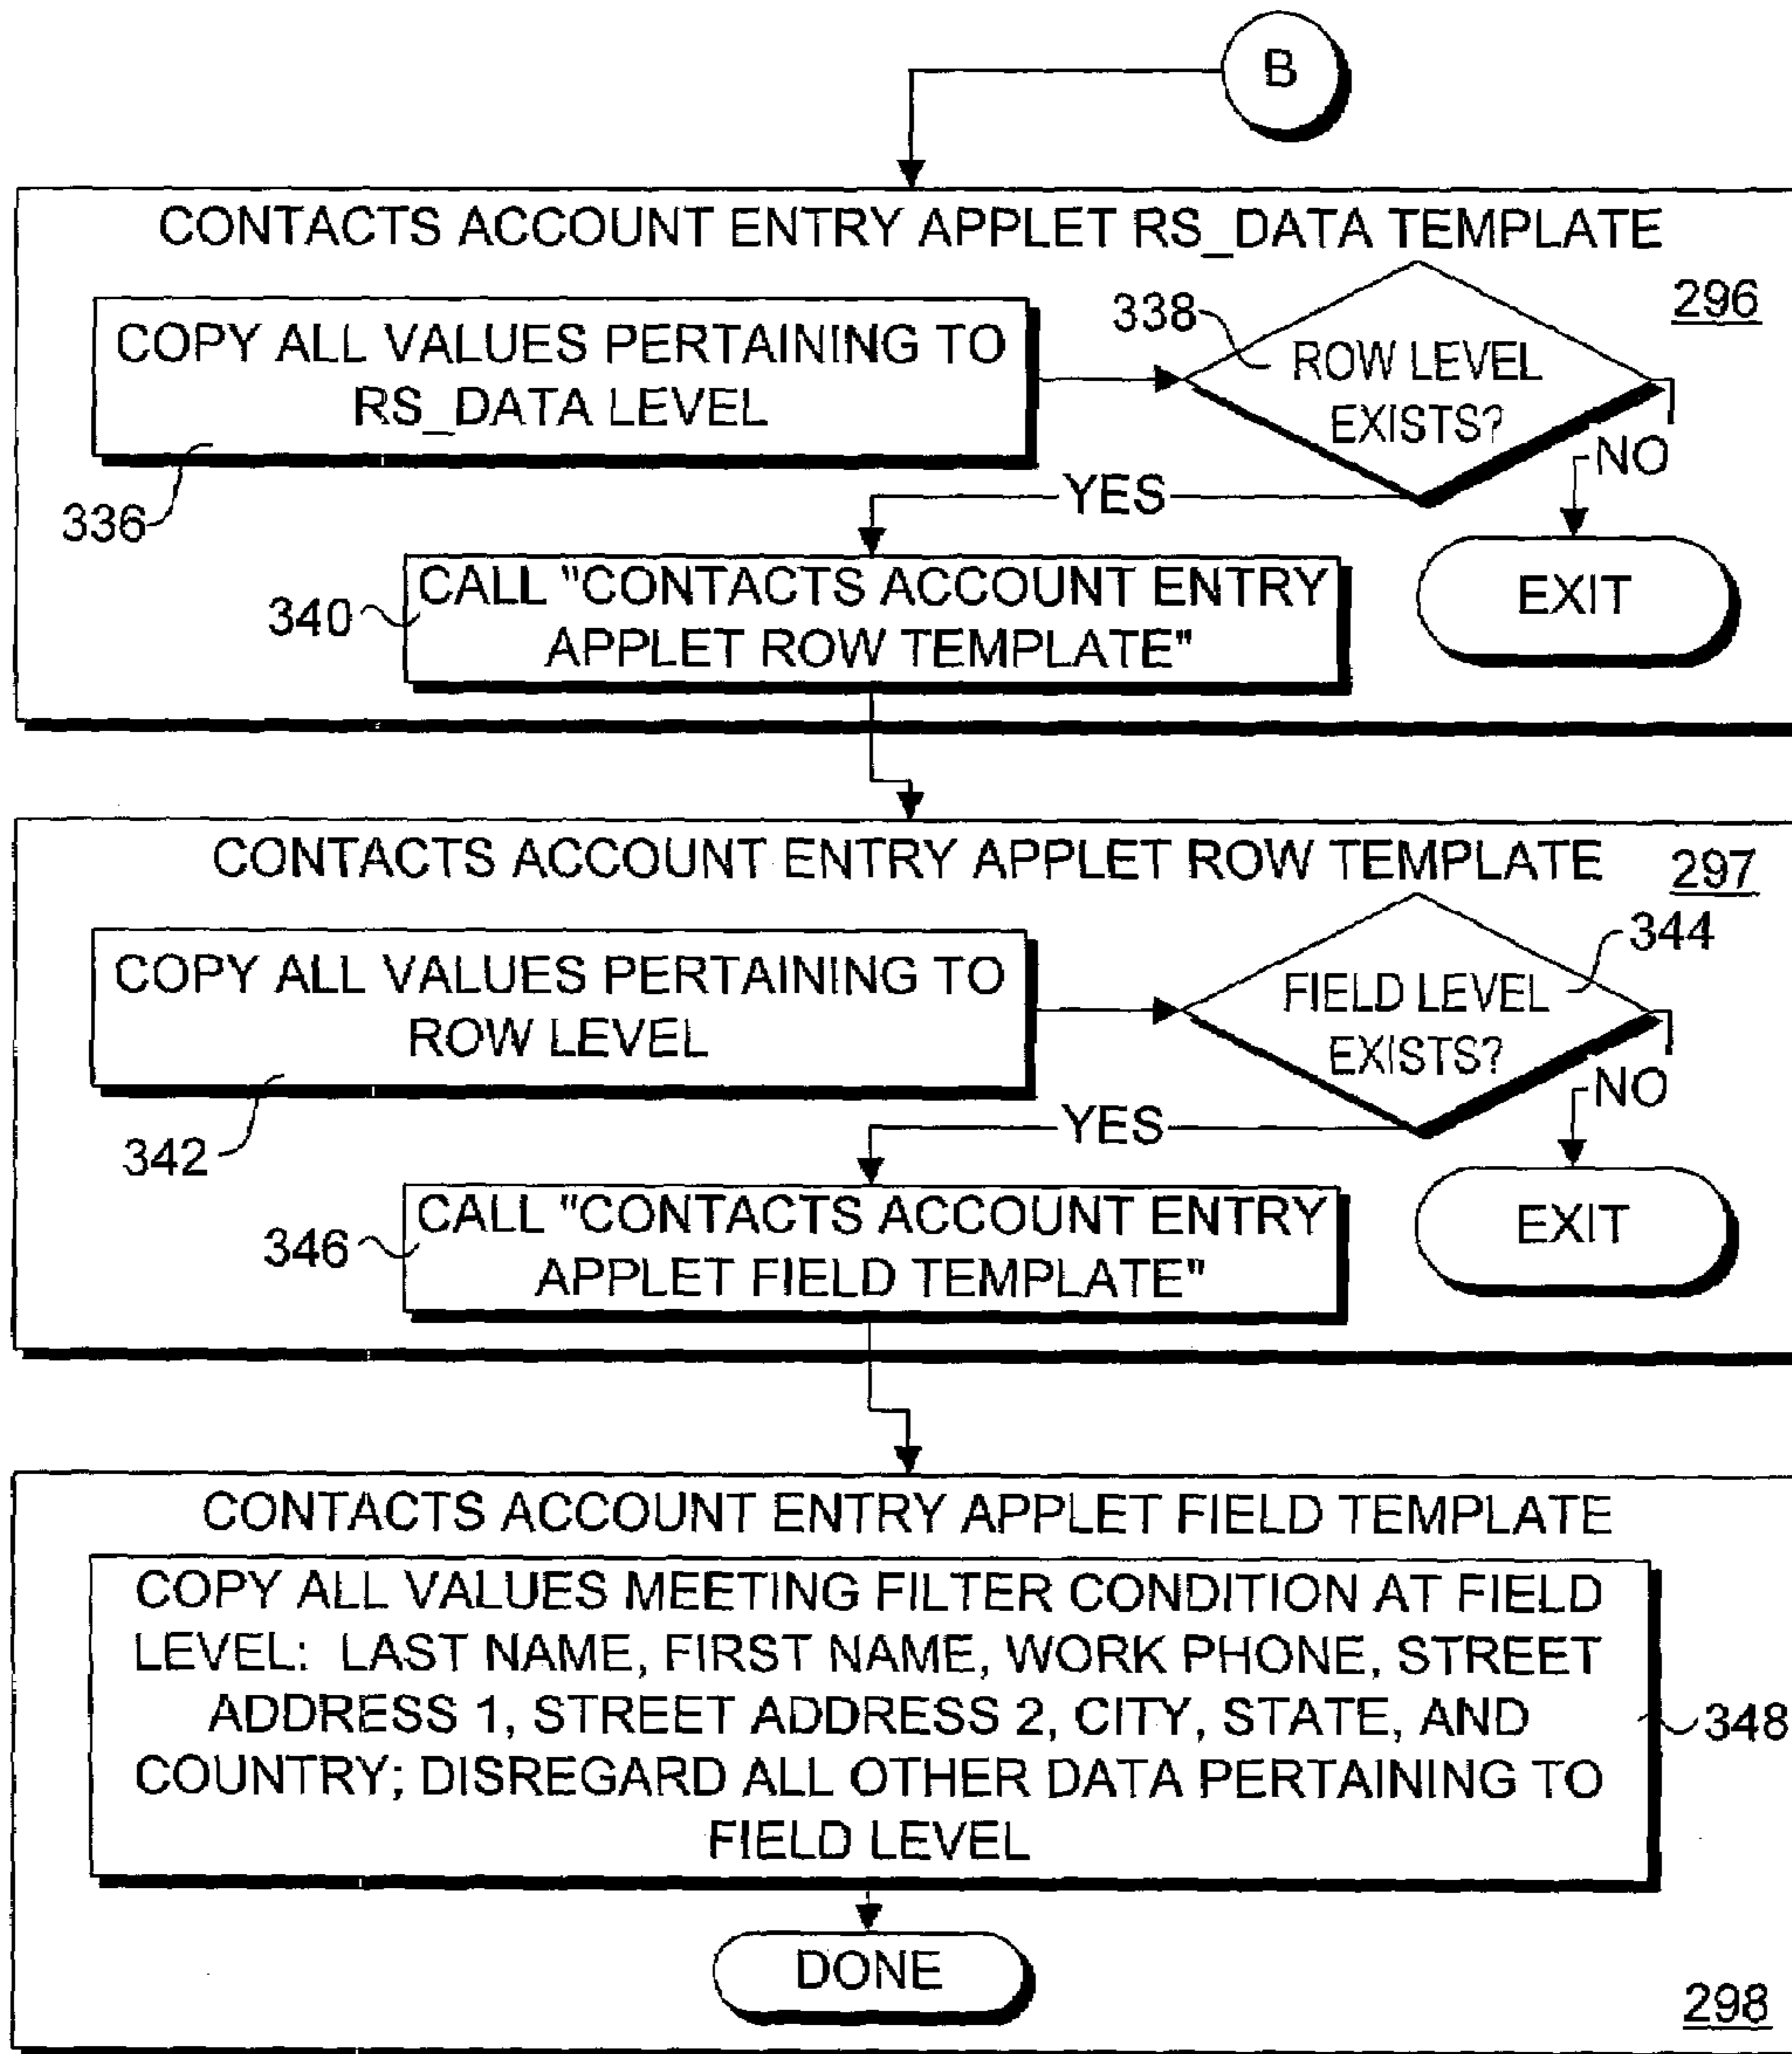 B
CONTACTS ACCOUNT ENTRY APPLET RS_DATA TEMPLATE
296
COPY ALL VALUES PERTAINING TO
RS_DATA LEVEL
336
338
ROW LEVEL
EXISTS?
NO
YES
EXIT
340
CALL "CONTACTS ACCOUNT ENTRY
APPLET ROW TEMPLATE"
CONTACTS ACCOUNT ENTRY APPLET ROW TEMPLATE
297
COPY ALL VALUES PERTAINING TO
ROW LEVEL
342
344
FIELD LEVEL
EXISTS?
NO
YES
EXIT
346
CALL "CONTACTS ACCOUNT ENTRY
APPLET FIELD TEMPLATE"
CONTACTS ACCOUNT ENTRY APPLET FIELD TEMPLATE
COPY ALL VALUES MEETING FILTER CONDITION AT FIELD
LEVEL: LAST NAME, FIRST NAME, WORK PHONE, STREET
ADDRESS 1, STREET ADDRESS 2, CITY, STATE, AND
COUNTRY; DISREGARD ALL OTHER DATA PERTAINING TO
FIELD LEVEL
348
DONE
298